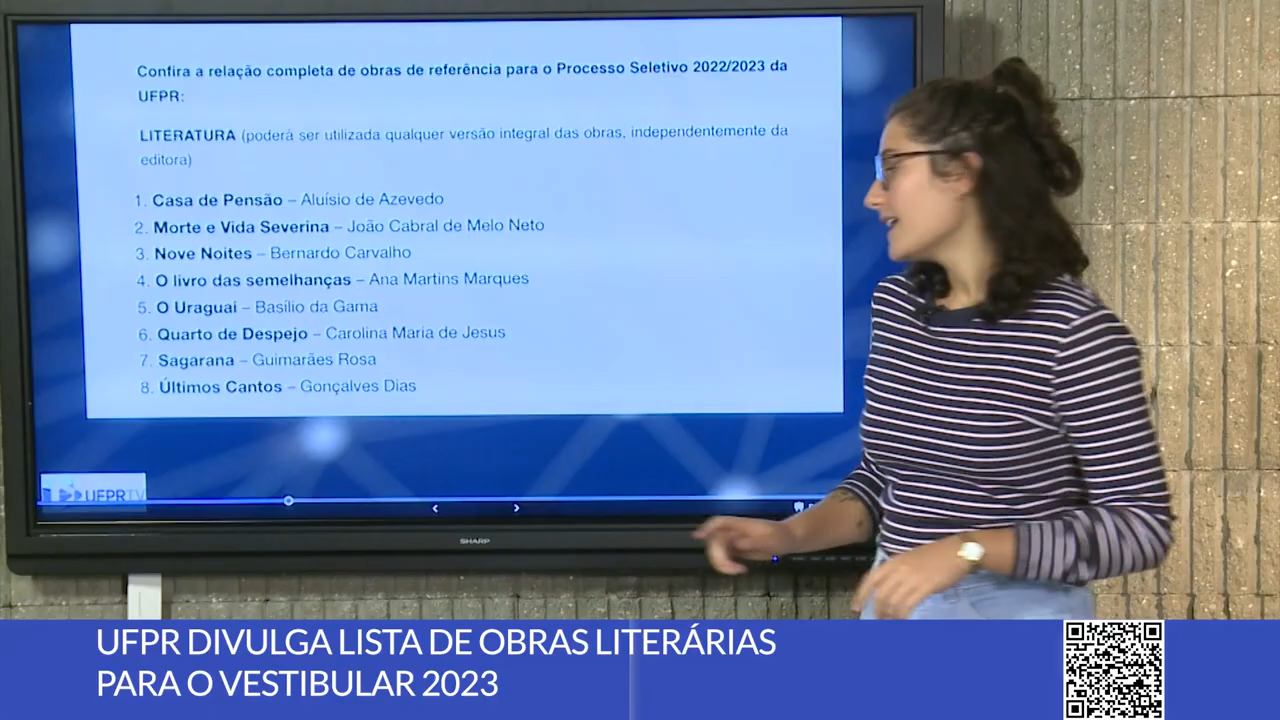 Confira a relação completa de obras de referência para o Processo Seletivo 2022/2023 da
UFPR:
LITERATURA (poderá ser utilizada qualquer versão integral das obras, independentemente da
editora)
1. Casa de Pensão – Aluísio de Azevedo
2. Morte e Vida Severina – João Cabral de Melo Neto
3. Nove Noites – Bernardo Carvalho
4. O livro das semelhanças – Ana Martins Marques
5. O Uraguai – Basílio da Gama
6. Quarto de Despejo – Carolina Maria de Jesus
7. Sagarana – Guimarães Rosa
8. Últimos Cantos – Gonçalves Dias
UFPRTV
SHARP
UFPR DIVULGA LISTA DE OBRAS LITERÁRIAS
PARA O VESTIBULAR 2023